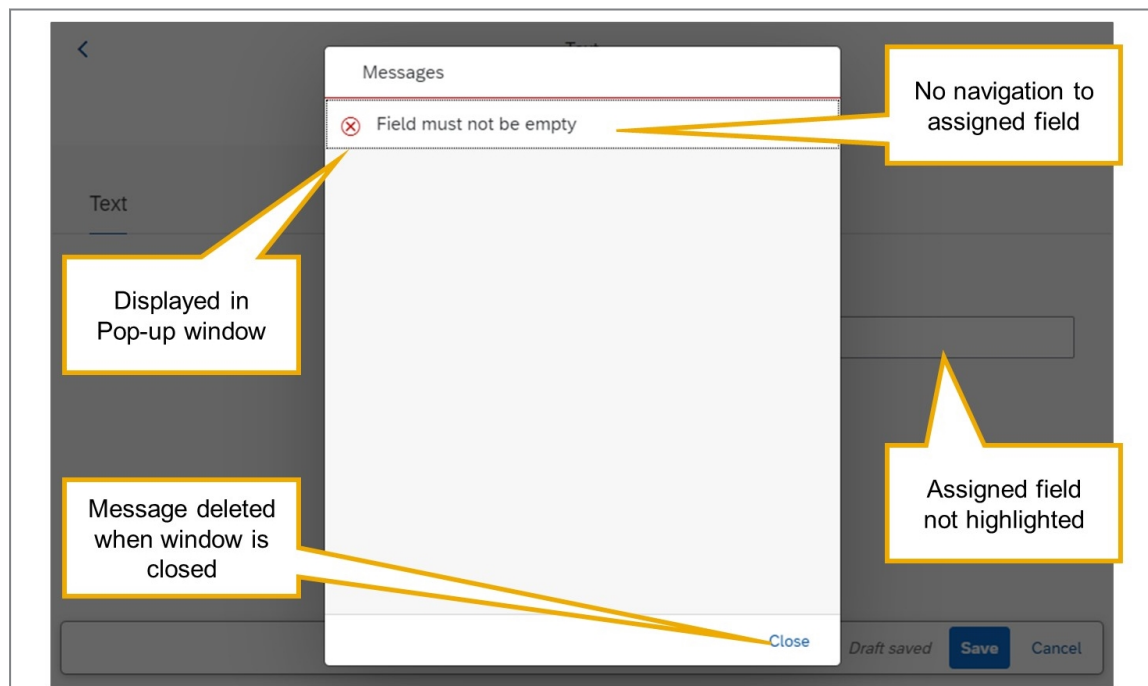 Messages
Field must not be empty
No navigation to
assigned field
Text
Displayed in
Pop-up window
Assigned field
not highlighted
Message deleted
when window is
closed
Close
Draft saved
Save
Cancel